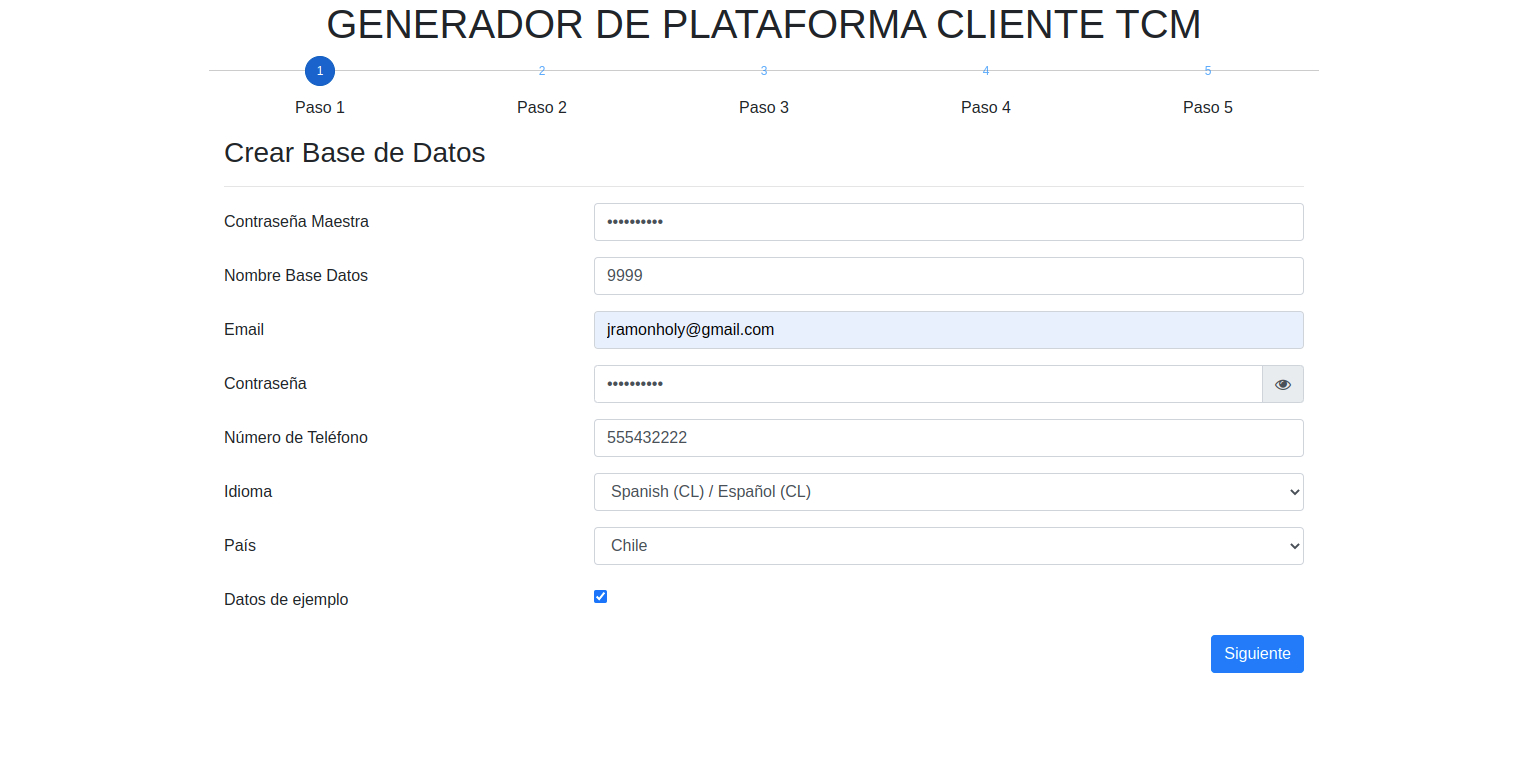 GENERADOR DE PLATAFORMA CLIENTE TCM
1 2 3 4 5
Paso 1 Paso 2 Paso 3 Paso 4 Paso 5
Crear Base de Datos
Contraseña Maestra ••••••••••
Nombre Base Datos 9999
Email jramonholy@gmail.com
Contraseña ••••••••••
Número de Teléfono 555432222
Idioma Spanish (CL) / Español (CL)
País Chile
Datos de ejemplo
Siguiente